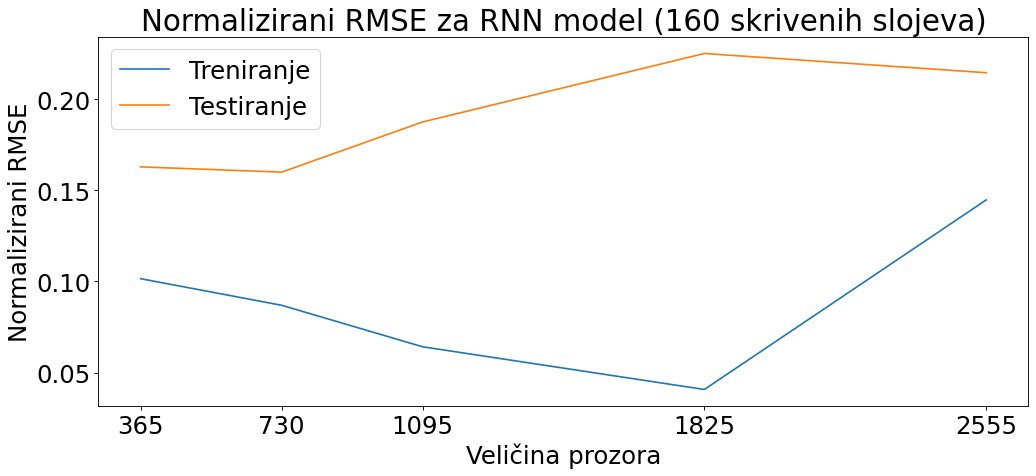 Normalizirani RMSE za RNN model (160 skrivenih slojeva)
Treniranje
Testiranje
Normalizirani RMSE
0.20
0.15
0.10
0.05
365 730 1095 1825 2555
Veličina prozora